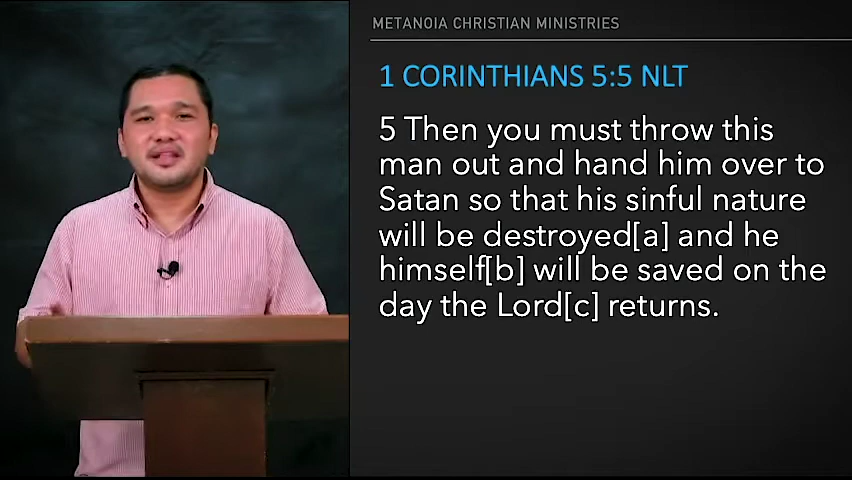 METANOIA CHRISTIAN MINISTRIES
1 CORINTHIANS 5:5 NLT
5 Then you must throw this
man out and hand him over to
Satan so that his sinful nature
will be destroyed[a] and he
himself[b] will be saved on the
day the Lord[c] returns.